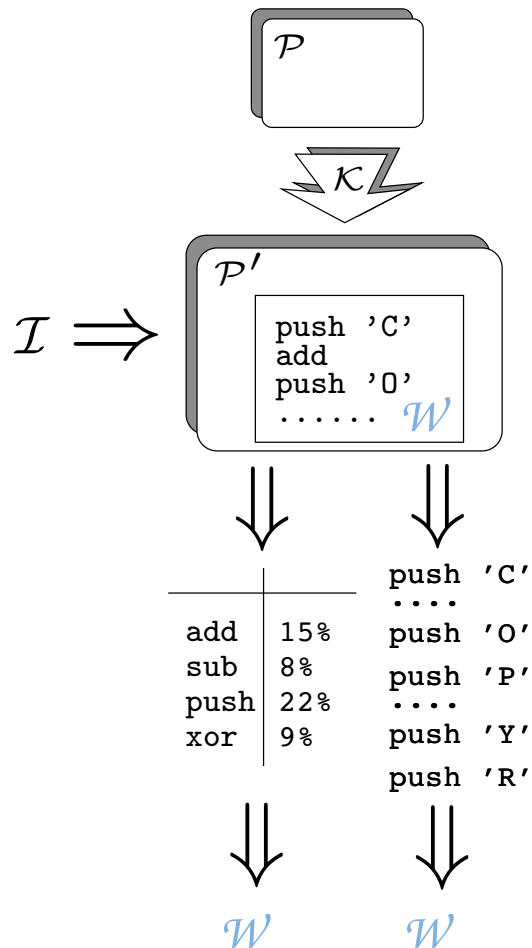 𝒫
𝒦
𝒫′
ℐ
push ’C’
add
push ’O’
...... 𝒲
add 15%
sub 8%
push 22%
xor 9%
push ’C’
....
push ’O’
push ’P’
....
push ’Y’
push ’R’
𝒲 𝒲